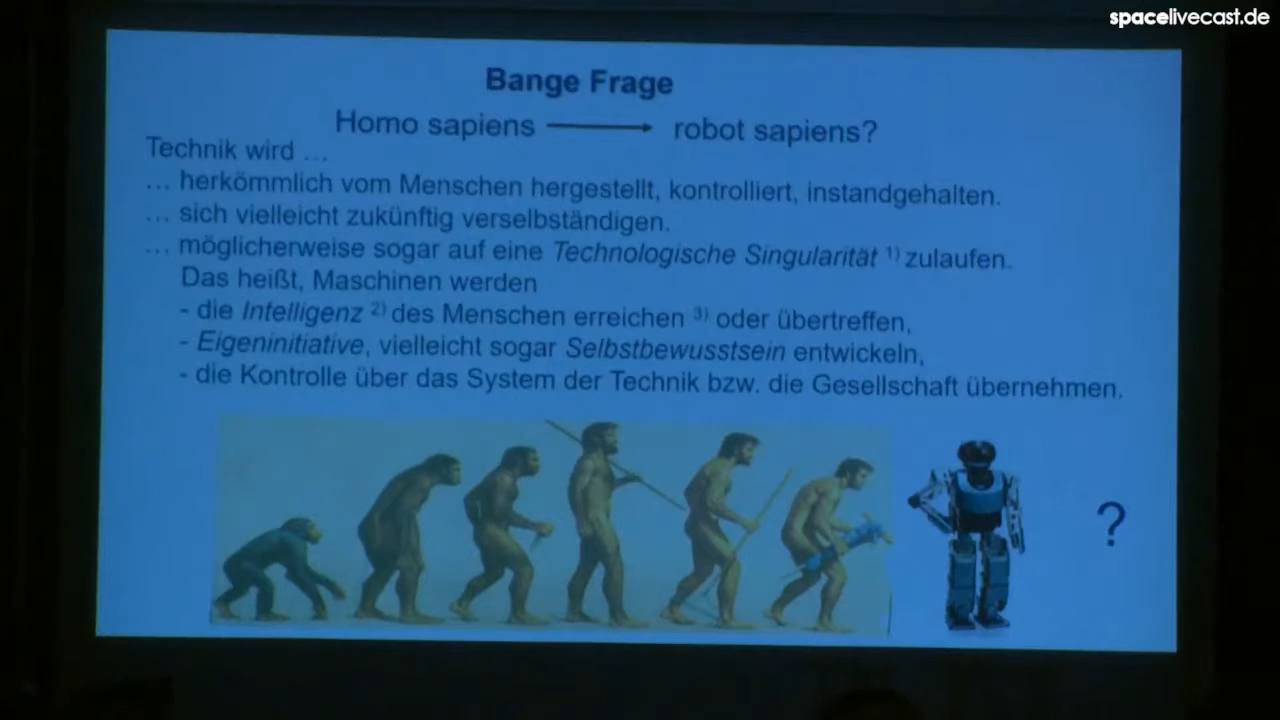 spacelivecast.de
Bange Frage
Homo sapiens → robot sapiens?
Technik wird …
… herkömmlich vom Menschen hergestellt, kontrolliert, instandgehalten.
… sich vielleicht zukünftig verselbständigen.
… möglicherweise sogar auf eine Technologische Singularität 1) zulaufen.
Das heißt, Maschinen werden
- die Intelligenz 2) des Menschen erreichen 3) oder übertreffen,
- Eigeninitiative, vielleicht sogar Selbstbewusstsein entwickeln,
- die Kontrolle über das System der Technik bzw. die Gesellschaft übernehmen.
?